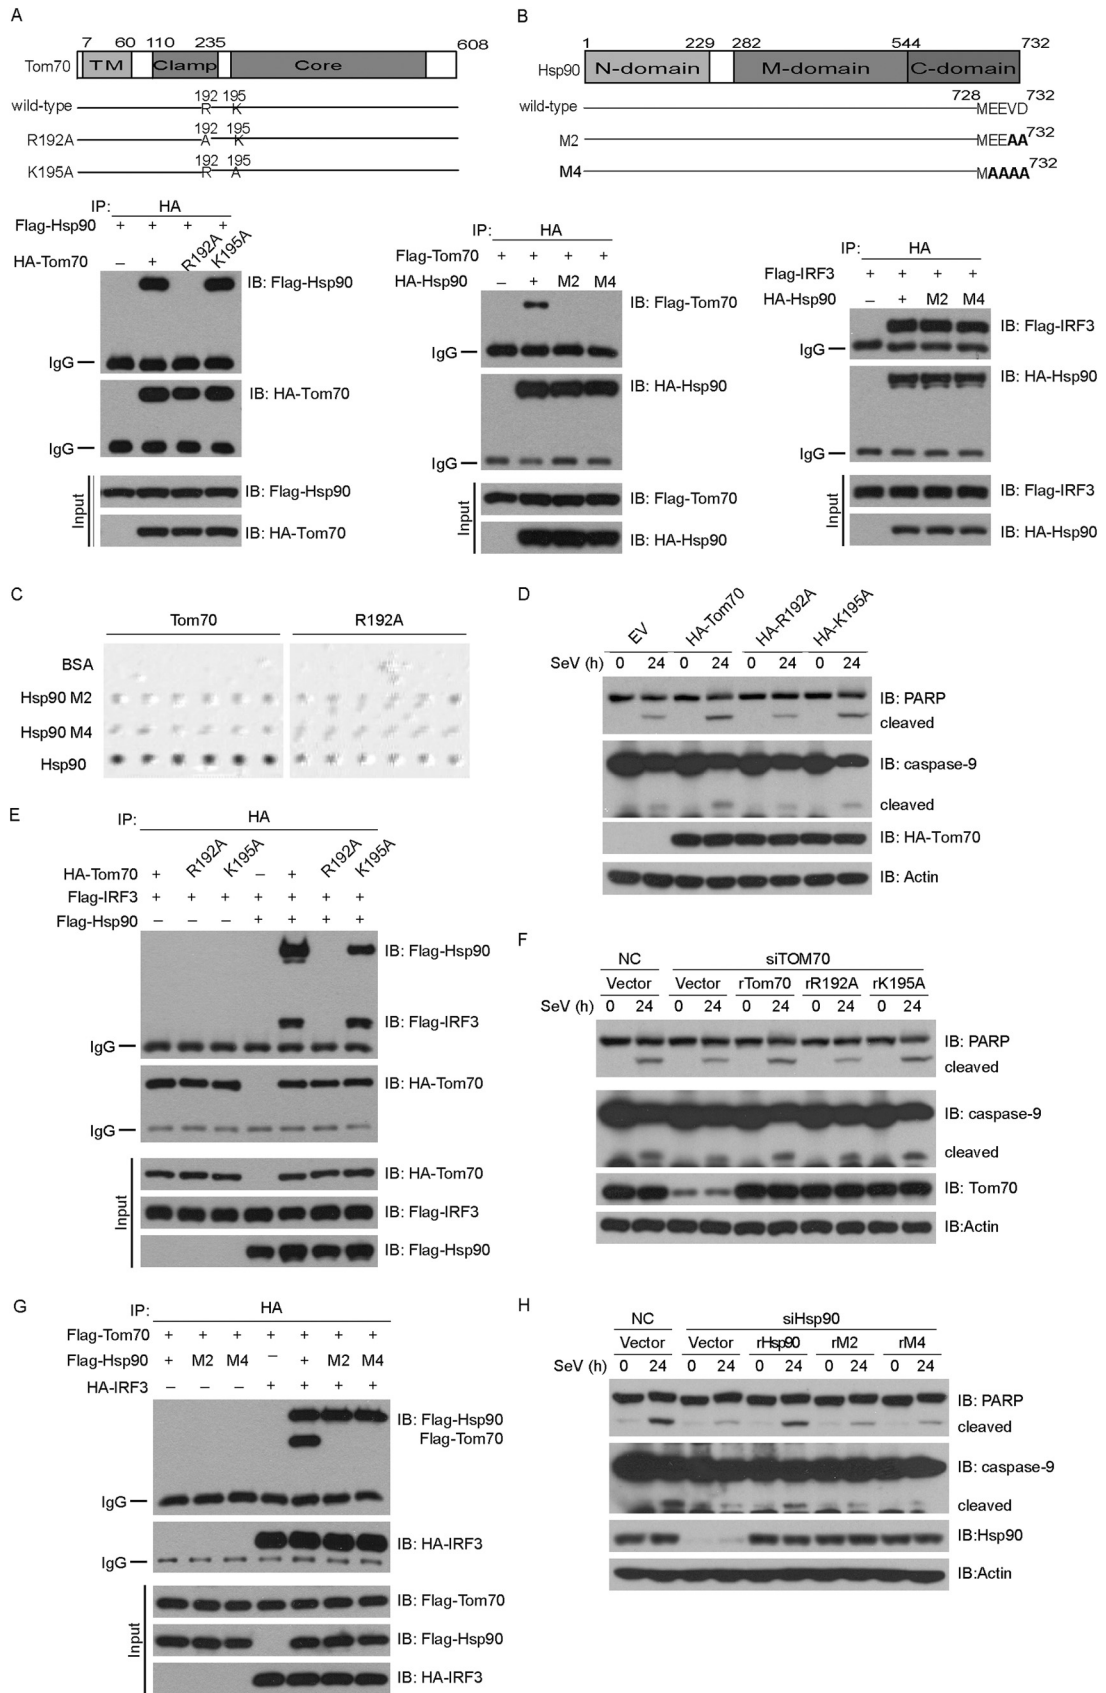 A
7 60 110 235 608
Tom70 TM Clamp Core
192 195
wild-type R K
192 195
R192A A K
192 195
K195A R A
IP: HA
Flag-Hsp90 + + + +
HA-Tom70 – + R192A K195A
IB: Flag-Hsp90
IgG
IB: HA-Tom70
IgG
Input
IB: Flag-Hsp90
IB: HA-Tom70
B
1 229 282 544 732
Hsp90 N-domain M-domain C-domain
wild-type 728 MEEVD 732
M2 MEEAA 732
M4 MAAAA 732
IP: HA
Flag-Tom70 + + + +
HA-Hsp90 – + M2 M4
IB: Flag-Tom70
IgG
IB: HA-Hsp90
IgG
Input
IB: Flag-Tom70
IB: HA-Hsp90
IP: HA
Flag-IRF3 + + + +
HA-Hsp90 – + M2 M4
IB: Flag-IRF3
IgG
IB: HA-Hsp90
IgG
Input
IB: Flag-IRF3
IB: HA-Hsp90
C
Tom70 R192A
BSA
Hsp90 M2
Hsp90 M4
Hsp90
D
EV HA-Tom70 HA-R192A HA-K195A
SeV (h) 0 24 0 24 0 24 0 24
IB: PARP
cleaved
IB: caspase-9
cleaved
IB: HA-Tom70
IB: Actin
E
IP: HA
HA-Tom70 + R192A K195A – + R192A K195A
Flag-IRF3 + + + + + + +
Flag-Hsp90 – – – + + + +
IB: Flag-Hsp90
IB: Flag-IRF3
IgG
IB: HA-Tom70
IgG
Input
IB: HA-Tom70
IB: Flag-IRF3
IB: Flag-Hsp90
F
NC siTOM70
Vector Vector rTom70 rR192A rK195A
SeV (h) 0 24 0 24 0 24 0 24 0 24
IB: PARP
cleaved
IB: caspase-9
cleaved
IB: Tom70
IB:Actin
G
IP: HA
Flag-Tom70 + + + + + + +
Flag-Hsp90 + M2 M4 – + M2 M4
HA-IRF3 – – – + + + +
IB: Flag-Hsp90
Flag-Tom70
IgG
IB: HA-IRF3
IgG
Input
IB: Flag-Tom70
IB: Flag-Hsp90
IB: HA-IRF3
H
NC siHsp90
Vector Vector rHsp90 rM2 rM4
SeV (h) 0 24 0 24 0 24 0 24 0 24
IB: PARP
cleaved
IB: caspase-9
cleaved
IB:Hsp90
IB:Actin